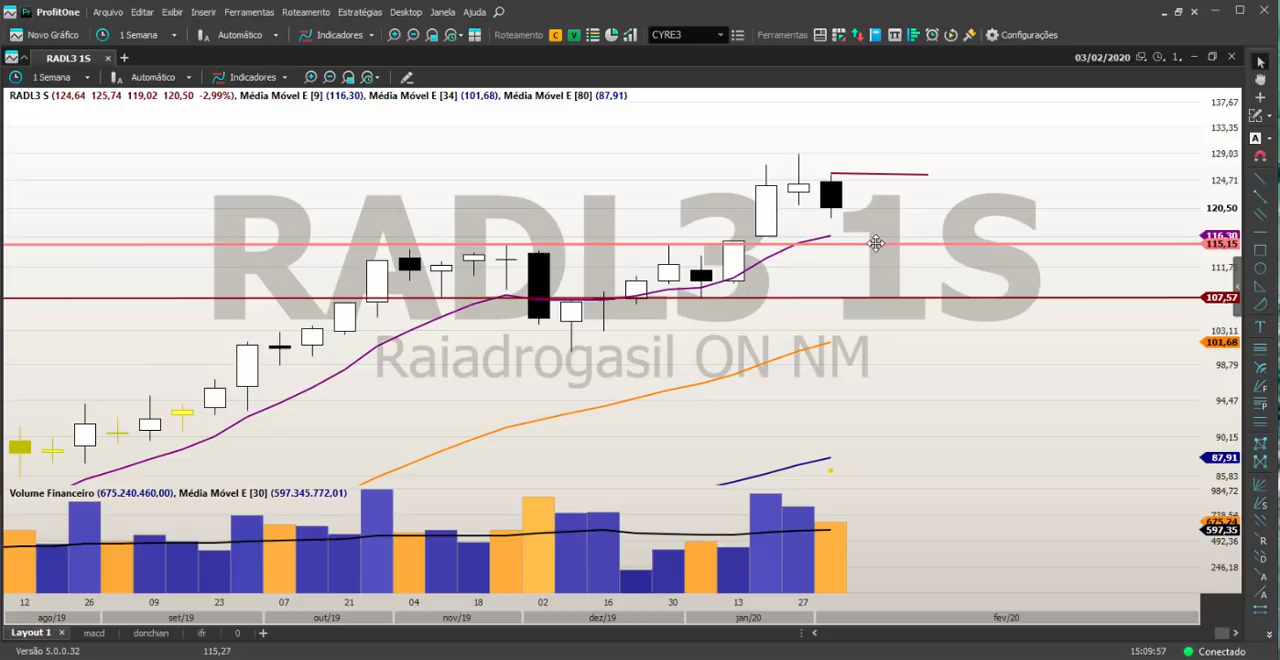 ProfitOne Arquivo Editar Exibir Inserir Ferramentas Roteamento Estratégias Desktop Janela Ajuda
Novo Gráfico 1 Semana Automático Indicadores Roteamento C V CYRE3 Ferramentas Configurações
RADL3 1S × + 03/02/2020 1
1 Semana Automático Indicadores
RADL3 S (124,64 125,74 119,02 120,50 -2,99%), Média Móvel E [9] (116,30), Média Móvel E [34] (101,68), Média Móvel E [80] (87,91)
137,67
133,35
129,03
124,71
120,50
116,30
115,15
111,7
107,57
103,11
101,68
98,79
94,47
90,15
87,91
85,83
RADL3 1S
Raiadrogasil ON NM
Volume Financeiro (675.240.460,00), Média Móvel E [30] (597.345.772,01)
984,72
738,54
675,24
597,35
492,36
246,18
12 26 09 23 07 21 04 18 02 16 30 13 27
ago/19 set/19 out/19 nov/19 dez/19 jan/20 fev/20
Layout 1 × macd donchian ifr 0 +
Versão 5.0.0.32 115,27 15:09:57 Conectado